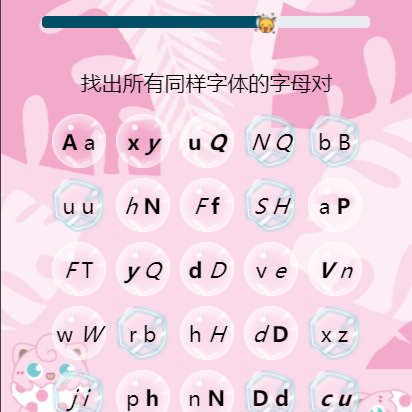 找出所有同样字体的字母对
A a x y u Q N Q b B
u u h N F f S H a P
F T y Q d D v e V n
w W r b h H d D x z
j i p h n N D d c u